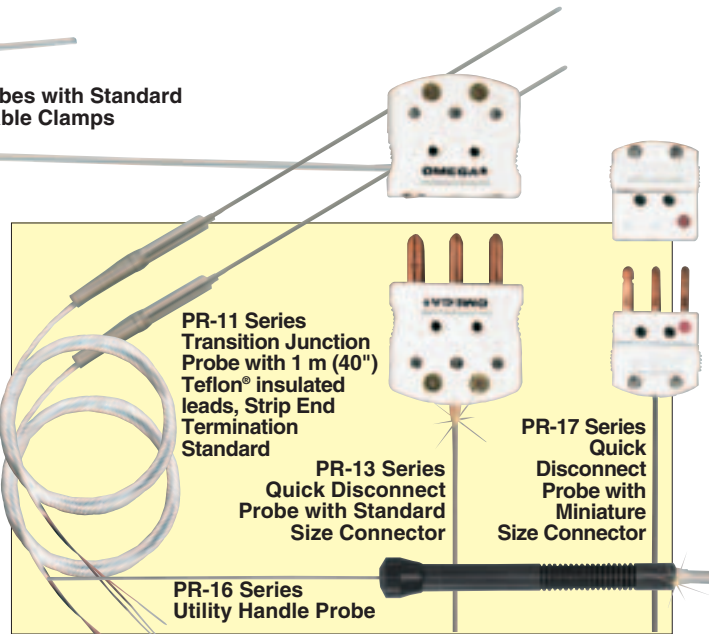 bes with Standard
ble Clamps
OMEGA®
OMEGA®
PR-11 Series
Transition Junction
Probe with 1 m (40")
Teflon® insulated
leads, Strip End
Termination
Standard
PR-13 Series
Quick Disconnect
Probe with Standard
Size Connector
PR-17 Series
Quick
Disconnect
Probe with
Miniature
Size Connector
PR-16 Series
Utility Handle Probe